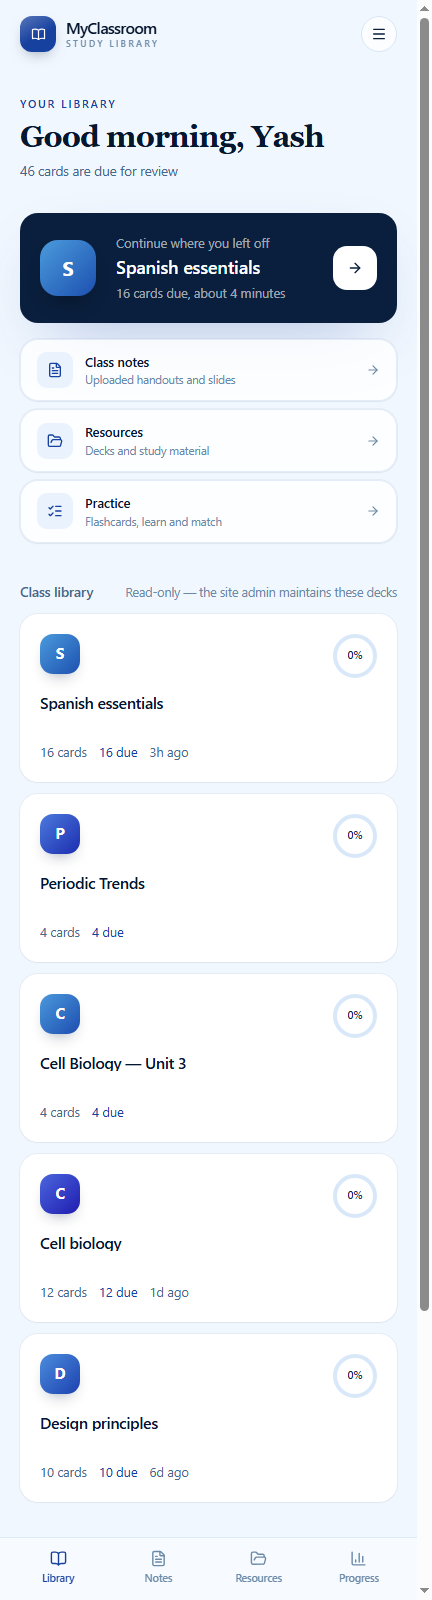 MyClassroom
STUDY LIBRARY
YOUR LIBRARY
Good morning, Yash
46 cards are due for review
S
Continue where you left off
Spanish essentials
16 cards due, about 4 minutes
Class notes
Uploaded handouts and slides
Resources
Decks and study material
Practice
Flashcards, learn and match
Class library Read-only — the site admin maintains these decks
S 0%
Spanish essentials
16 cards 16 due 3h ago
P 0%
Periodic Trends
4 cards 4 due
C 0%
Cell Biology — Unit 3
4 cards 4 due
C 0%
Cell biology
12 cards 12 due 1d ago
D 0%
Design principles
10 cards 10 due 6d ago
Library Notes Resources Progress